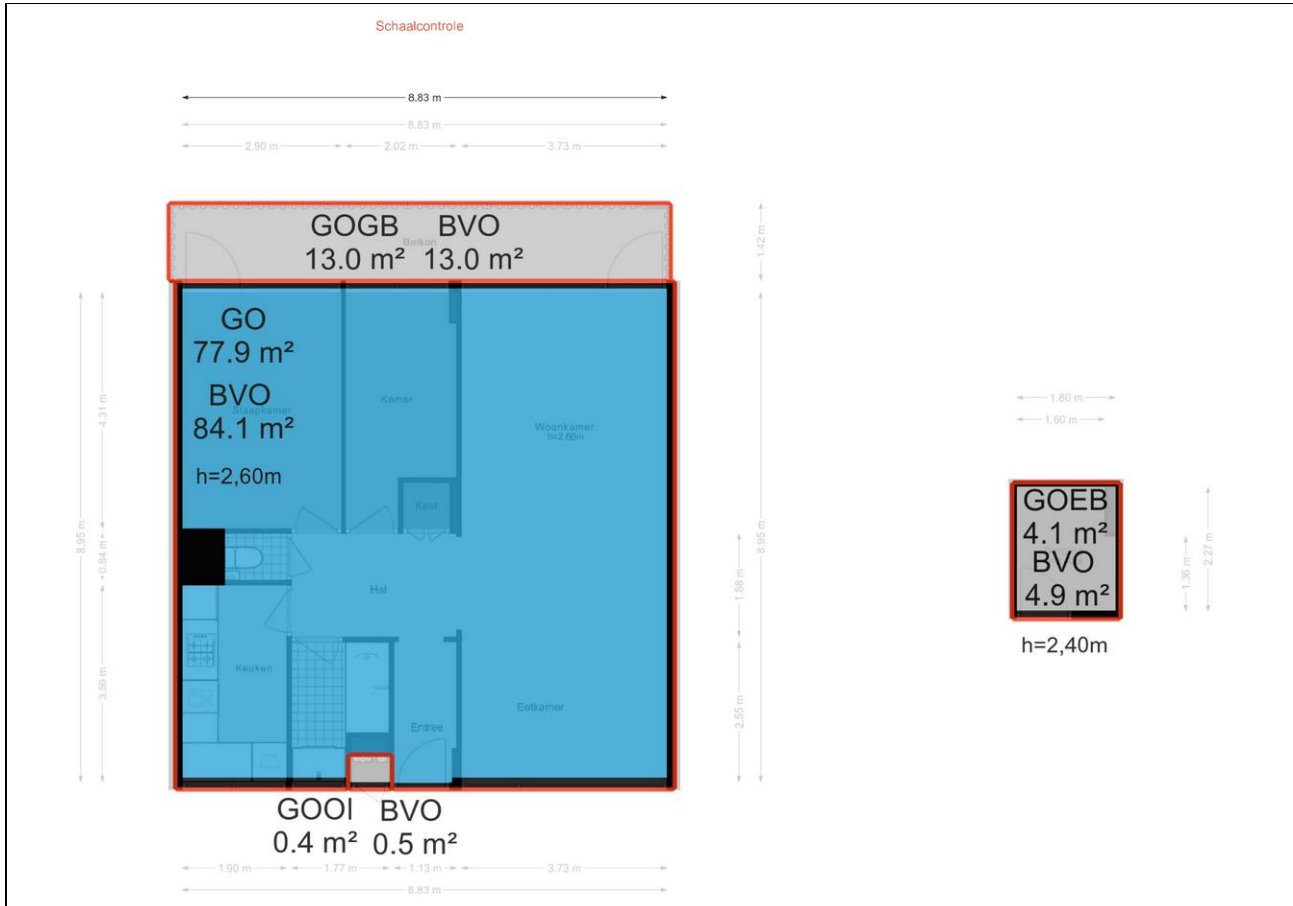 Schaalcontrole
8.83 m
8.83 m
2.90 m 2.02 m 3.73 m
GOGB BVO
Balkon
13.0 m² 13.0 m²
1.42 m
GO
77.9 m²
BVO
Slaapkamer
84.1 m²
h=2,60m
Kamer
Woonkamer
h=2.60m
Kast
4.31 m
8.95 m
0.84 m
3.59 m
Hal
Keuken
Entree
Eetkamer
8.95 m
1.88 m
2.55 m
1.80 m
1.60 m
GOEB
4.1 m²
BVO
4.9 m²
h=2,40m
1.36 m
2.27 m
GOOI BVO
0.4 m² 0.5 m²
1.90 m 1.77 m 1.13 m 3.73 m
8.83 m